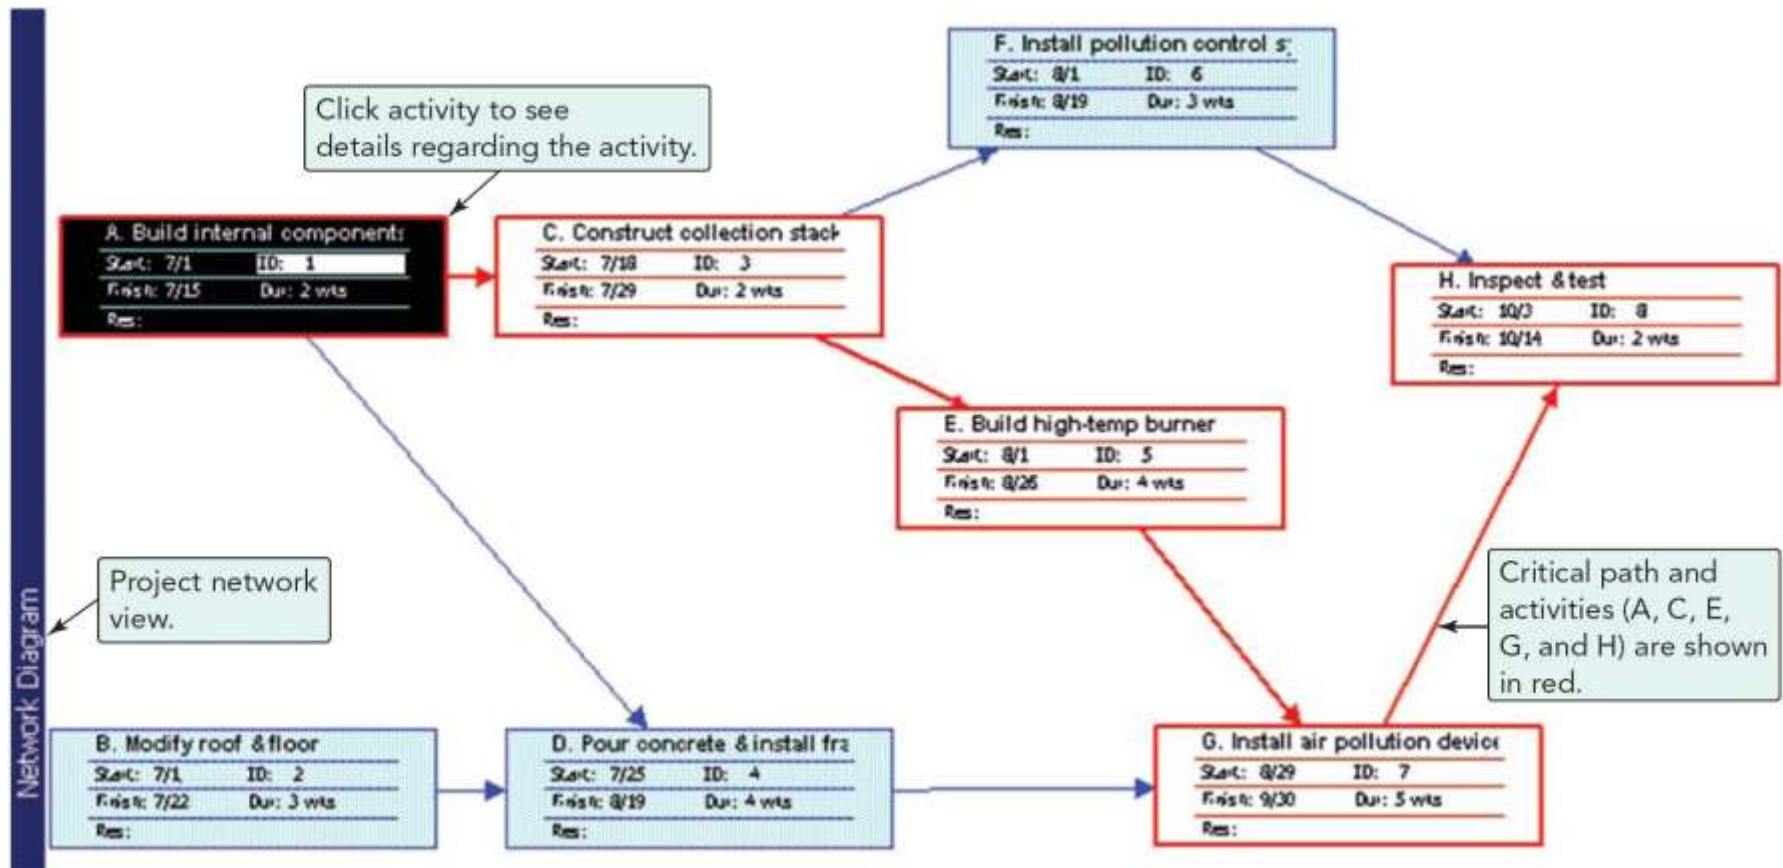 Network Diagram
Click activity to see
details regarding the activity.
F. Install pollution control s
Start: 8/1 ID: 6
Finish: 8/19 Dur: 3 wks
Res:
A. Build internal components
Start: 7/1 ID: 1
Finish: 7/15 Dur: 2 wks
Res:
C. Construct collection stack
Start: 7/18 ID: 3
Finish: 7/29 Dur: 2 wks
Res:
H. Inspect & test
Start: 10/3 ID: 8
Finish: 10/14 Dur: 2 wks
Res:
E. Build high-temp burner
Start: 8/1 ID: 5
Finish: 8/26 Dur: 4 wks
Res:
Project network
view.
Critical path and
activities (A, C, E,
G, and H) are shown
in red.
B. Modify roof & floor
Start: 7/1 ID: 2
Finish: 7/22 Dur: 3 wks
Res:
D. Pour concrete & install fra
Start: 7/25 ID: 4
Finish: 8/19 Dur: 4 wks
Res:
G. Install air pollution device
Start: 8/29 ID: 7
Finish: 9/30 Dur: 5 wks
Res: